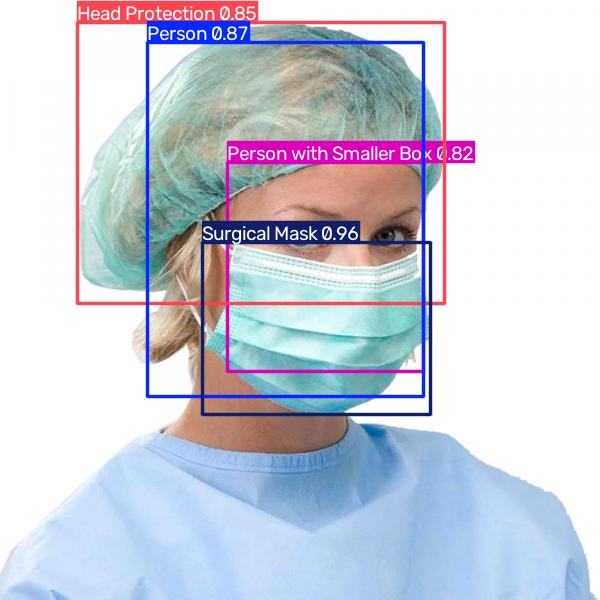 Head Protection 0.85
Person 0.87
Person with Smaller Box 0.82
Surgical Mask 0.96
A